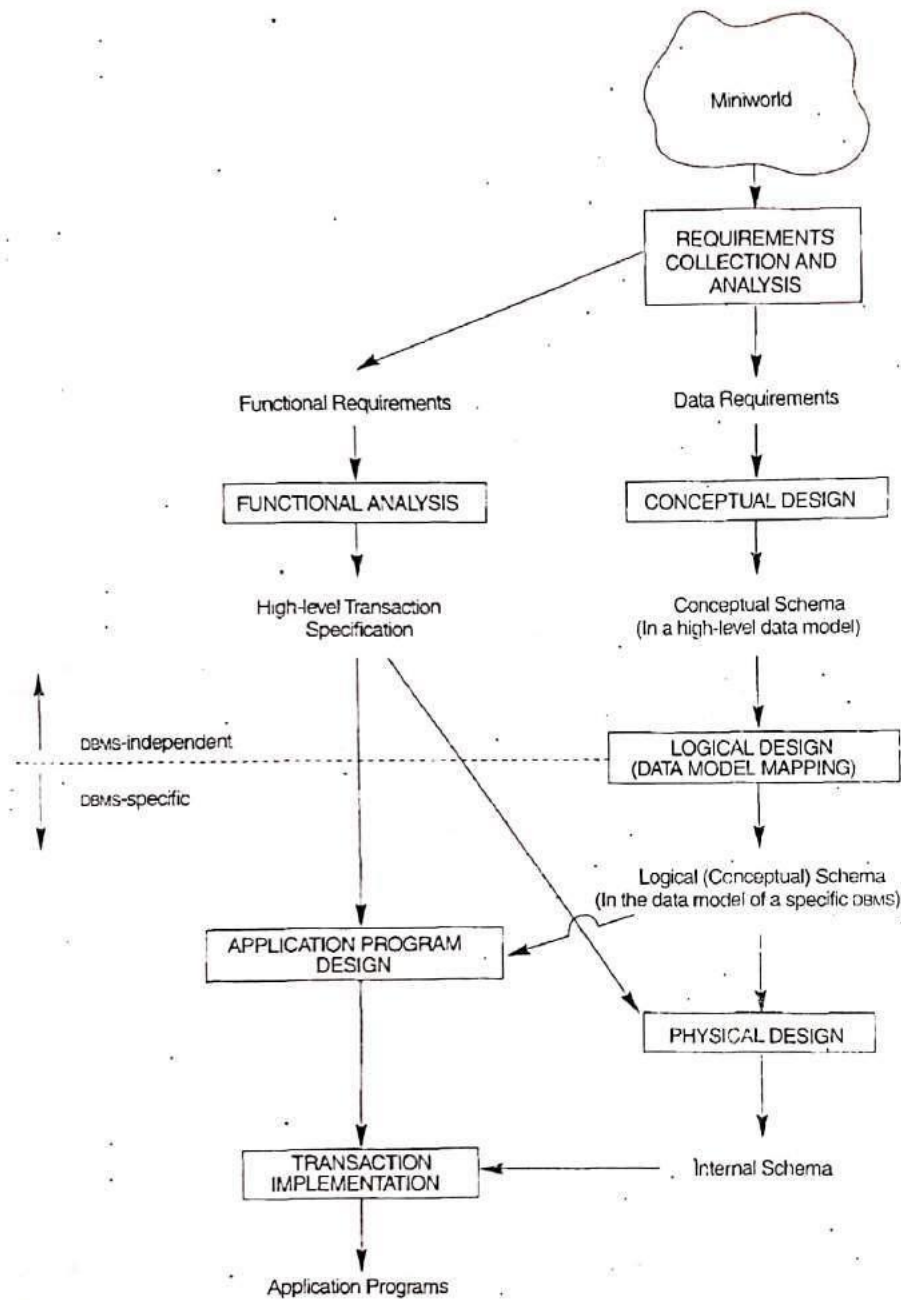 Miniworld
REQUIREMENTS
COLLECTION AND
ANALYSIS
Functional Requirements
Data Requirements
FUNCTIONAL ANALYSIS
CONCEPTUAL DESIGN
High-level Transaction
Specification
Conceptual Schema
(In a high-level data model)
DBMS-independent
LOGICAL DESIGN
(DATA MODEL MAPPING)
DBMS-specific
Logical (Conceptual) Schema
(In the data model of a specific DBMS)
APPLICATION PROGRAM
DESIGN
PHYSICAL DESIGN
TRANSACTION
IMPLEMENTATION
Internal Schema
Application Programs